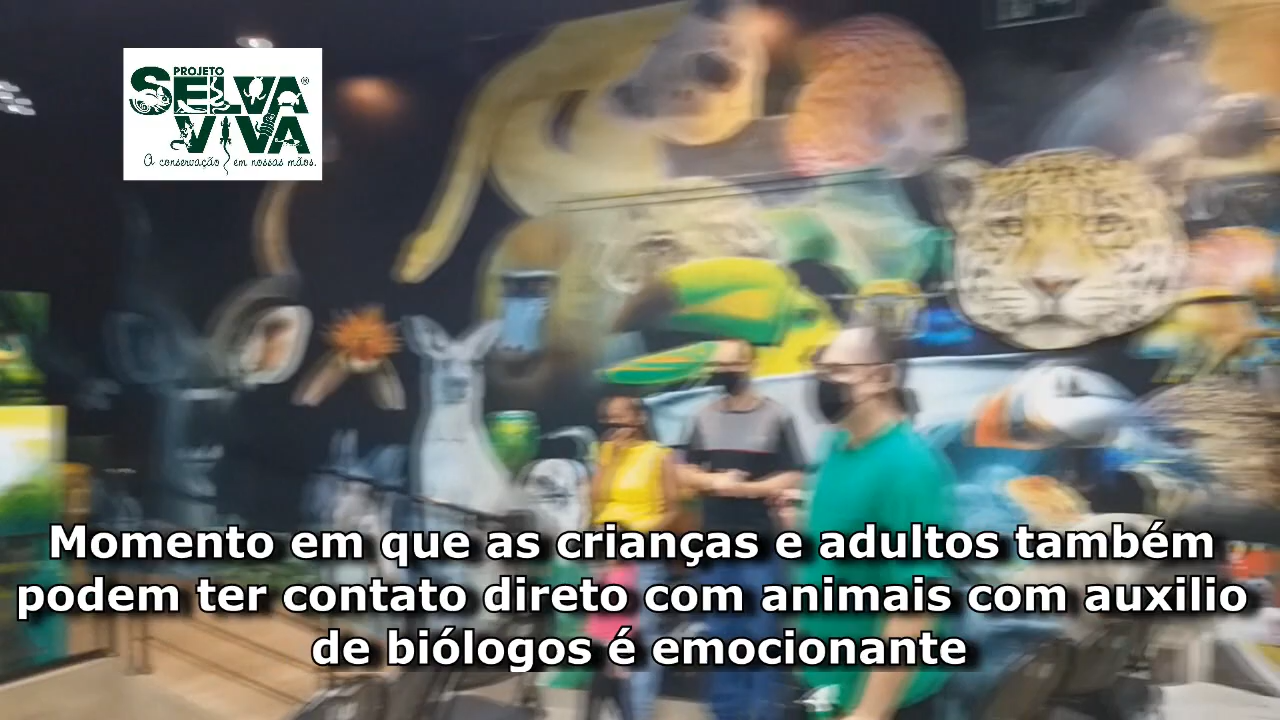 PROJETO
SELVA
VIVA®
A conservação em nossas mãos.
Momento em que as crianças e adultos também
podem ter contato direto com animais com auxilio
de biólogos é emocionante